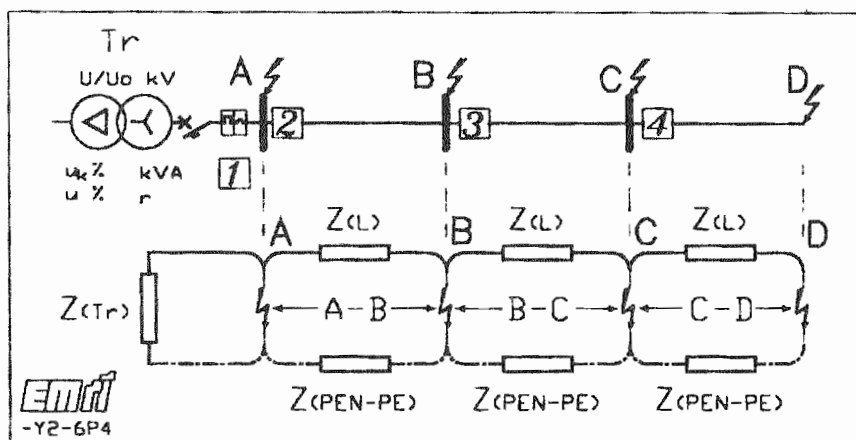 Tr
U/Uo kV
A B C D
1 2 3 4
uk % kVA
u % r
A Z(L) B Z(L) C Z(L) D
Z(Tr) A-B B-C C-D
Z(PEN-PE) Z(PEN-PE) Z(PEN-PE)
EMRI
-Y2-6P4